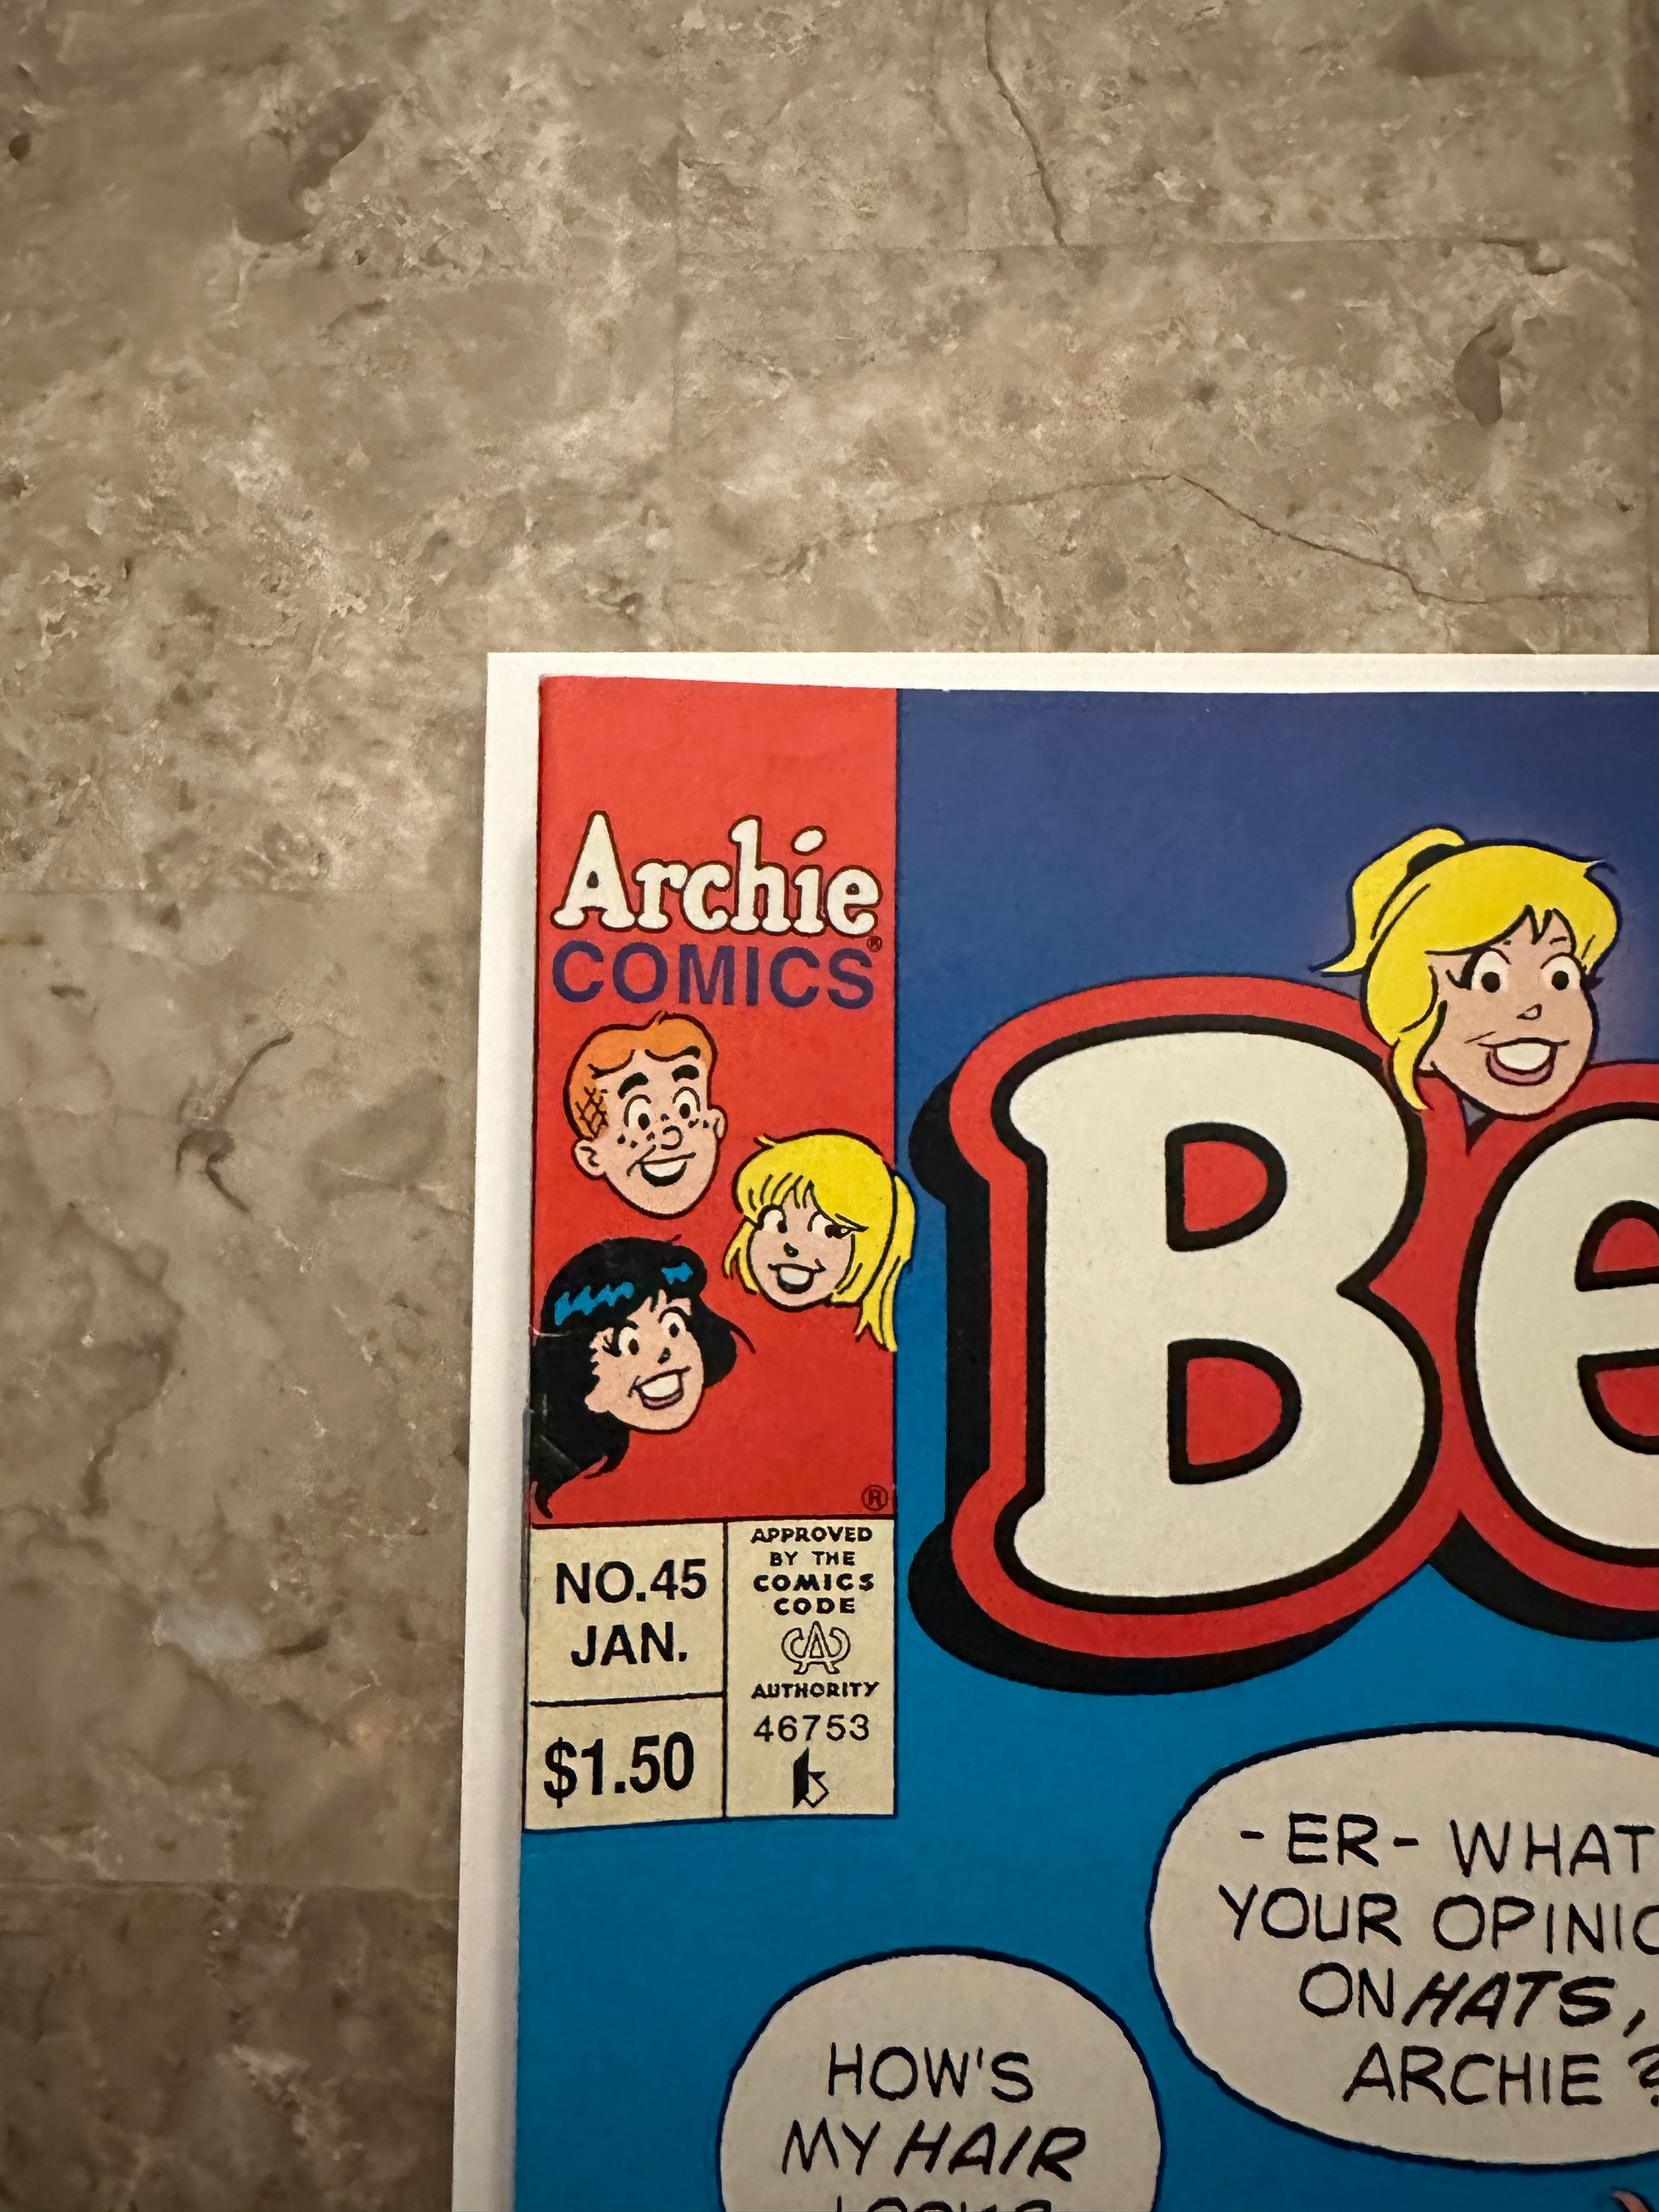 Archie
COMICS®
®
NO.45
JAN.
$1.50
APPROVED
BY THE
COMICS
CODE
CA
AUTHORITY
46753
Be
-ER- WHAT
YOUR OPINIO
ON HATS,
ARCHIE ?
HOW'S
MY HAIR